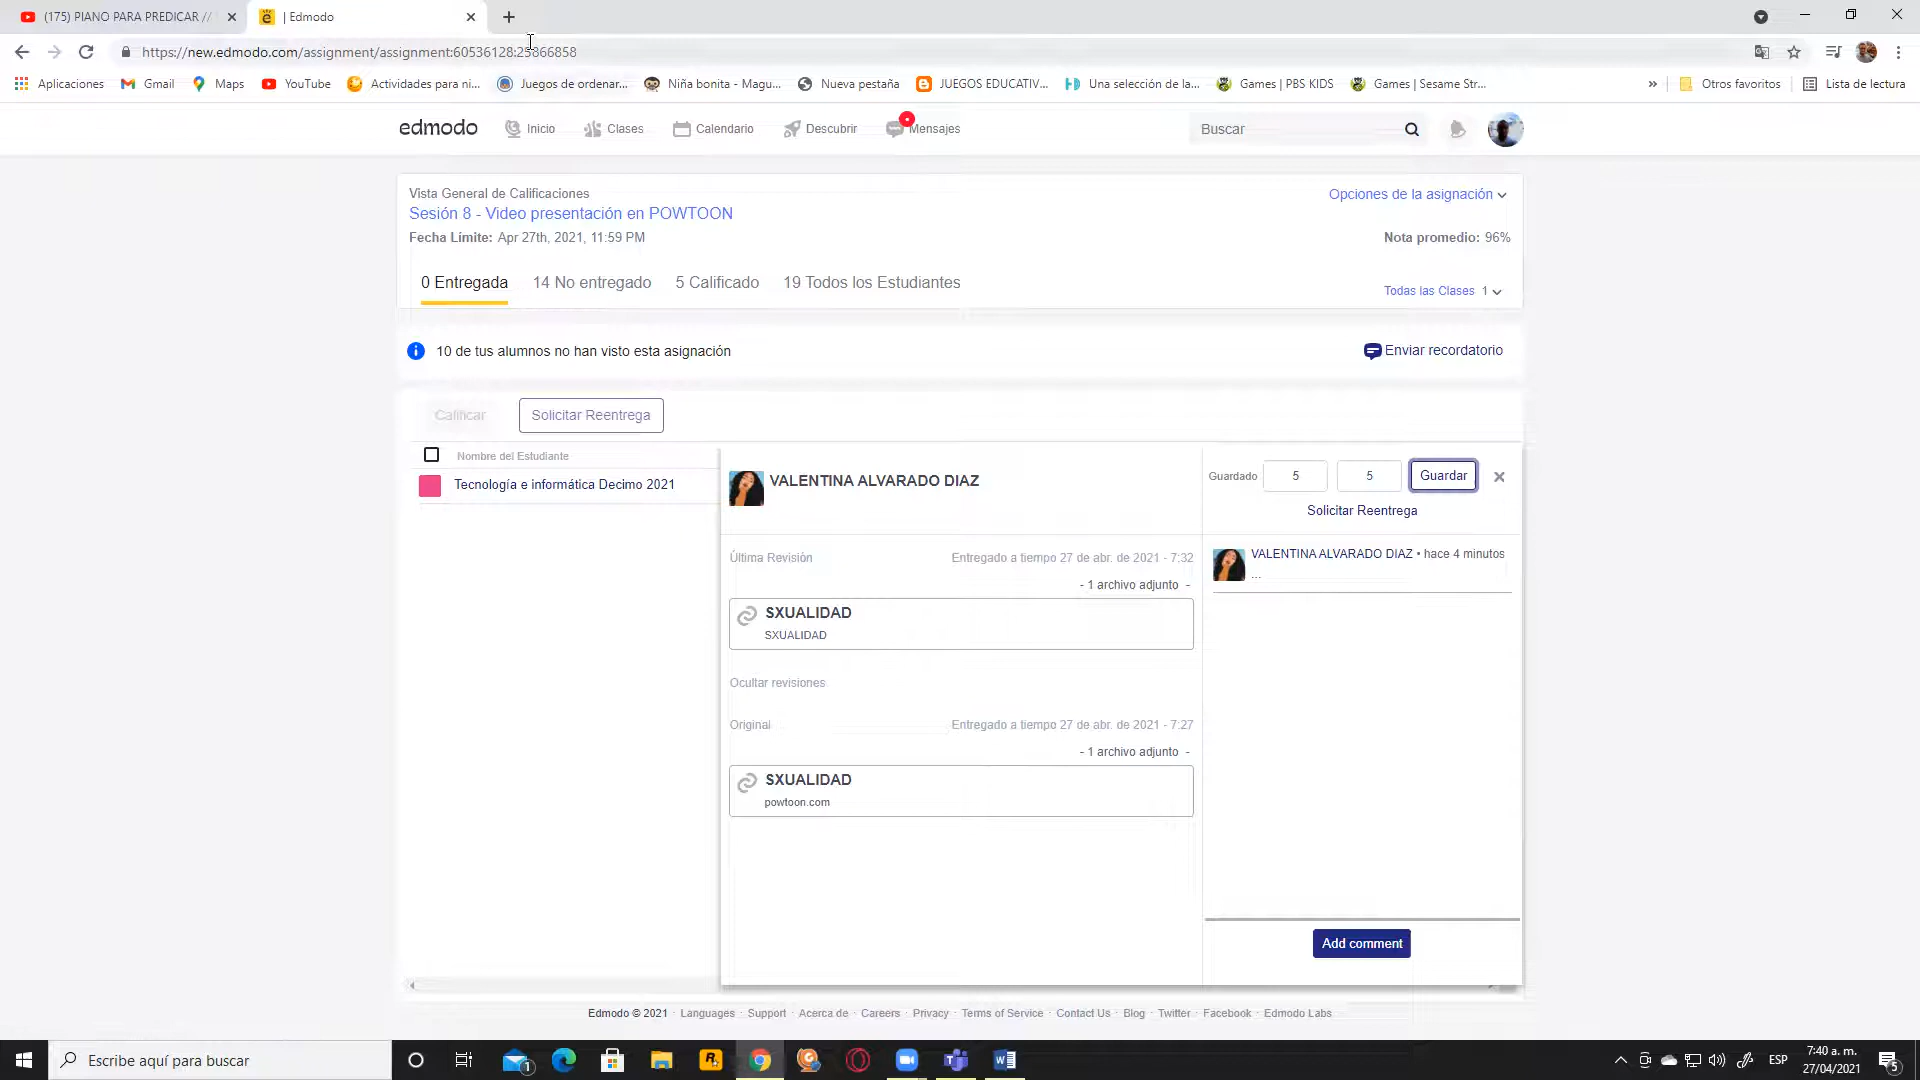 (175) PIANO PARA PREDICAR //
| Edmodo
https://new.edmodo.com/assignment/assignment:60536128:25866858
Aplicaciones
Gmail
Maps
YouTube
Actividades para ni...
Juegos de ordenar...
Niña bonita - Magu...
Nueva pestaña
JUEGOS EDUCATIV...
Una selección de la...
Games | PBS KIDS
Games | Sesame Str...
»
Otros favoritos
Lista de lectura
edmodo
Inicio
Clases
Calendario
Descubrir
Mensajes
Buscar
Vista General de Calificaciones
Opciones de la asignación
Sesión 8 - Video presentación en POWTOON
Fecha Límite: Apr 27th, 2021, 11:59 PM
Nota promedio: 96%
0 Entregada
14 No entregado
5 Calificado
19 Todos los Estudiantes
Todas las Clases 1
10 de tus alumnos no han visto esta asignación
Enviar recordatorio
Calificar
Solicitar Reentrega
Nombre del Estudiante
Tecnología e informática Decimo 2021
VALENTINA ALVARADO DIAZ
Guardado
5
5
Guardar
Solicitar Reentrega
Última Revisión
Entregado a tiempo 27 de abr. de 2021 - 7:32
- 1 archivo adjunto -
SXUALIDAD
SXUALIDAD
Ocultar revisiones
Original
Entregado a tiempo 27 de abr. de 2021 - 7:27
- 1 archivo adjunto -
SXUALIDAD
powtoon.com
VALENTINA ALVARADO DIAZ • hace 4 minutos
...
Add comment
Edmodo © 2021 · Languages · Support · Acerca de · Careers · Privacy · Terms of Service · Contact Us · Blog · Twitter · Facebook · Edmodo Labs
Escribe aquí para buscar
1
ESP
7:40 a. m.
27/04/2021
5